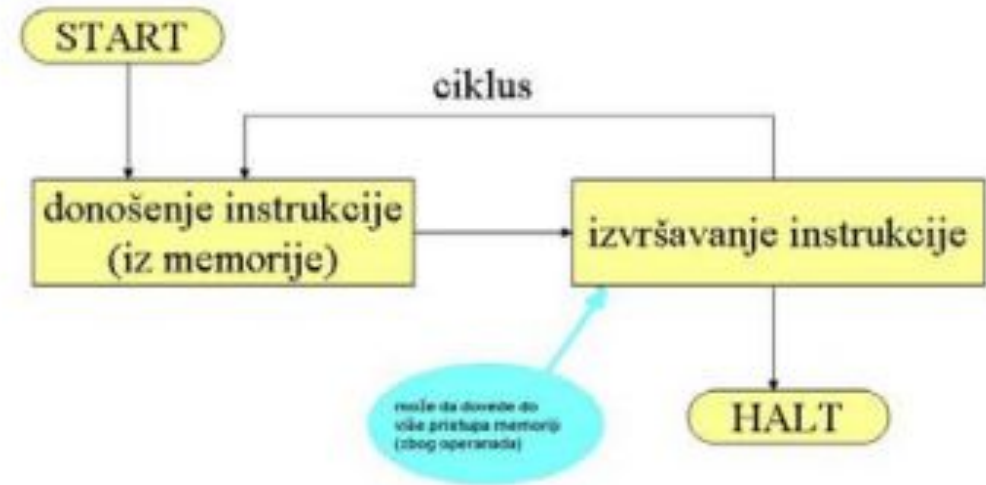 START
ciklus
donošenje instrukcije
(iz memorije)
izvršavanje instrukcije
može da dovede do
više pristupa memoriji
(zbog operanada)
HALT